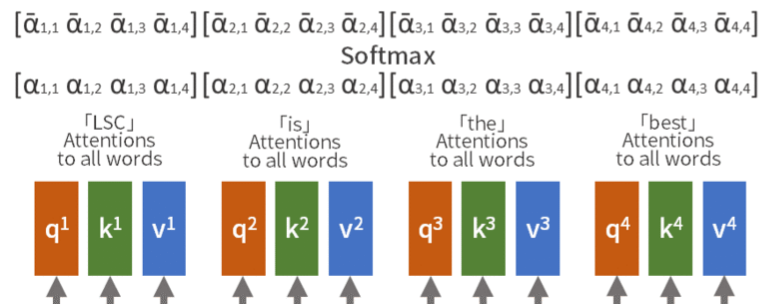 [ᾱ1,1 ᾱ1,2 ᾱ1,3 ᾱ1,4][ᾱ2,1 ᾱ2,2 ᾱ2,3 ᾱ2,4][ᾱ3,1 ᾱ3,2 ᾱ3,3 ᾱ3,4][ᾱ4,1 ᾱ4,2 ᾱ4,3 ᾱ4,4]
Softmax
[α1,1 α1,2 α1,3 α1,4][α2,1 α2,2 α2,3 α2,4][α3,1 α3,2 α3,3 α3,4][α4,1 α4,2 α4,3 α4,4]
「LSC」
Attentions
to all words
「is」
Attentions
to all words
「the」
Attentions
to all words
「best」
Attentions
to all words
q¹ k¹ v¹ q² k² v² q³ k³ v³ q⁴ k⁴ v⁴